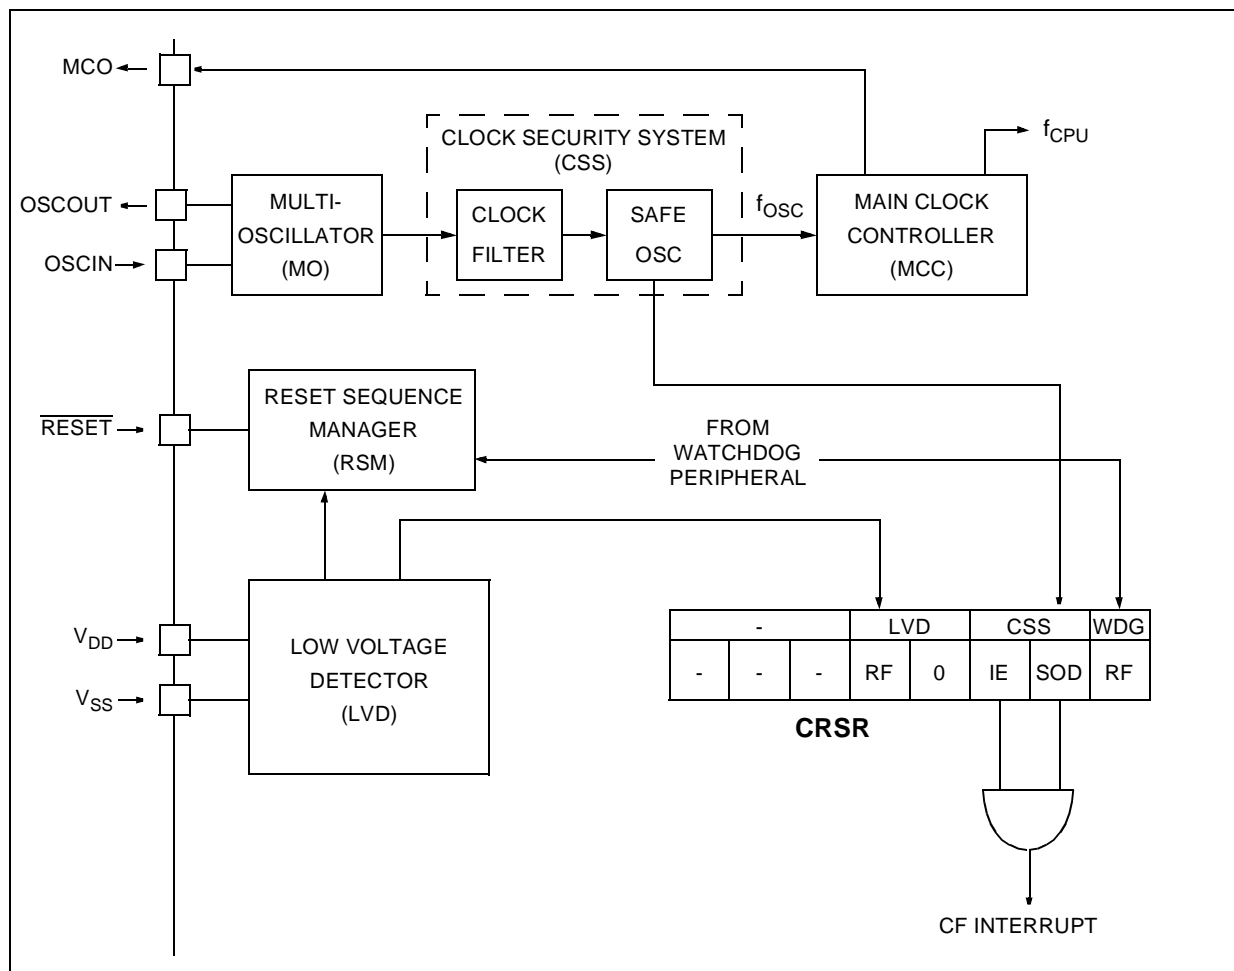 MCO
CLOCK SECURITY SYSTEM
(CSS)
fCPU
OSCOUT
OSCIN
MULTI-
OSCILLATOR
(MO)
CLOCK
FILTER
SAFE
OSC
fOSC
MAIN CLOCK
CONTROLLER
(MCC)
RESET
RESET SEQUENCE
MANAGER
(RSM)
FROM
WATCHDOG
PERIPHERAL
VDD
VSS
LOW VOLTAGE
DETECTOR
(LVD)
- LVD CSS WDG
- - - RF 0 IE SOD RF
CRSR
CF INTERRUPT